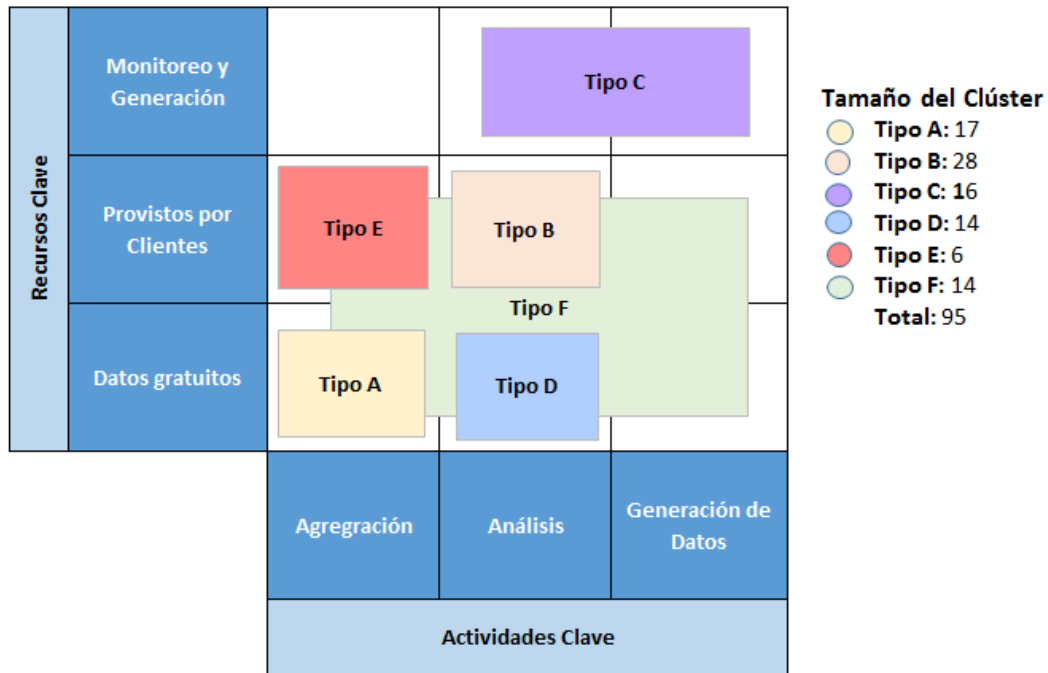 Recursos Clave
Monitoreo y
Generación
Tipo C
Provistos por
Clientes
Tipo E
Tipo B
Tipo F
Datos gratuitos
Tipo A
Tipo D
Agregración
Análisis
Generación de
Datos
Actividades Clave
Tamaño del Clúster
Tipo A: 17
Tipo B: 28
Tipo C: 16
Tipo D: 14
Tipo E: 6
Tipo F: 14
Total: 95